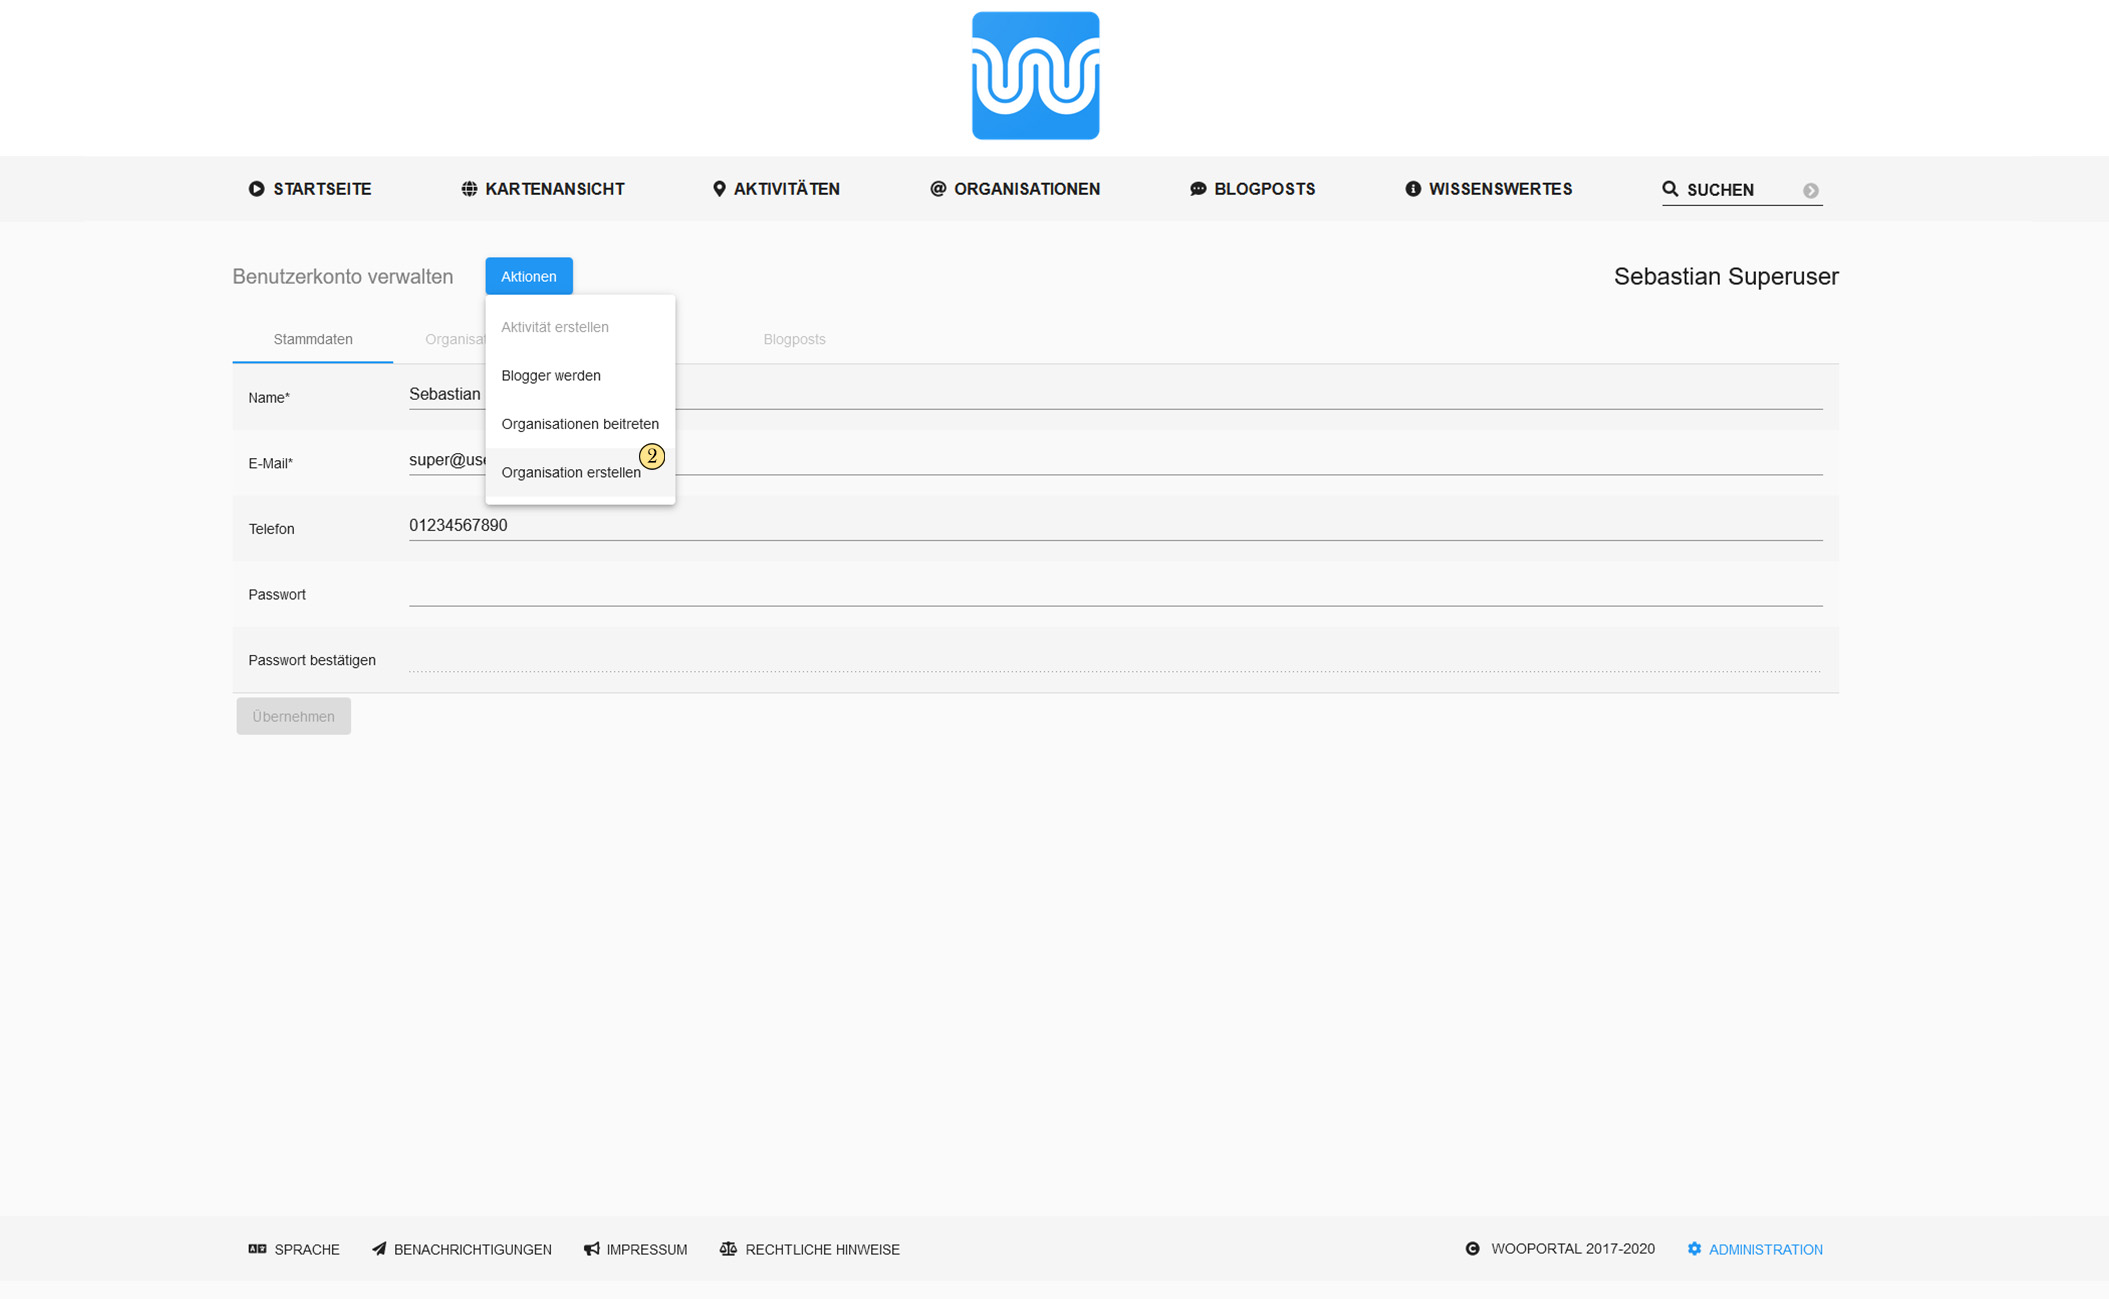 STARTSEITE KARTENANSICHT AKTIVITÄTEN ORGANISATIONEN BLOGPOSTS WISSENSWERTES SUCHEN
Benutzerkonto verwalten Aktionen Sebastian Superuser
Aktivität erstellen
Blogger werden
Organisationen beitreten
2
Organisation erstellen
Stammdaten Organisa Blogposts
Name* Sebastian
E-Mail* super@us
Telefon 01234567890
Passwort
Passwort bestätigen
Übernehmen
SPRACHE BENACHRICHTIGUNGEN IMPRESSUM RECHTLICHE HINWEISE WOOPORTAL 2017-2020 ADMINISTRATION